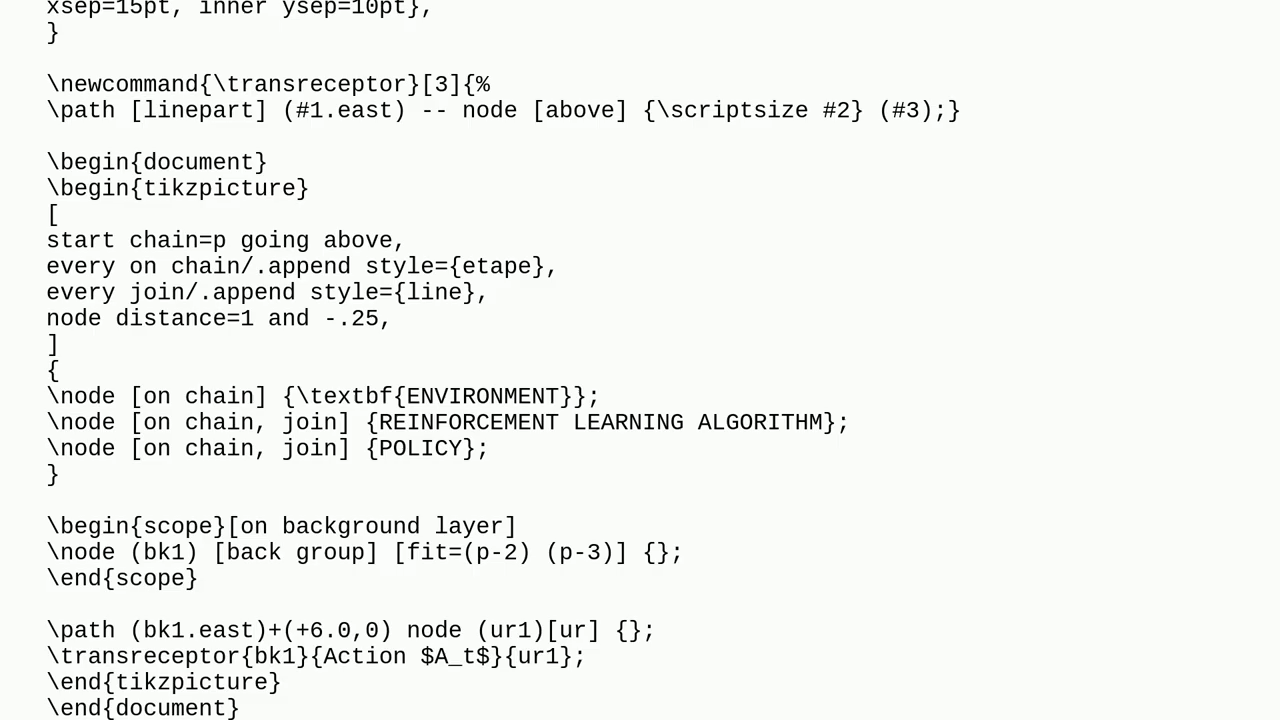 xsep=15pt, inner ysep=10pt},
}
\newcommand{\transreceptor}[3]{%
\path [linepart] (#1.east) -- node [above] {\scriptsize #2} (#3);}
\begin{document}
\begin{tikzpicture}
[
start chain=p going above,
every on chain/.append style={etape},
every join/.append style={line},
node distance=1 and -.25,
]
{
\node [on chain] {\textbf{ENVIRONMENT}};
\node [on chain, join] {REINFORCEMENT LEARNING ALGORITHM};
\node [on chain, join] {POLICY};
}
\begin{scope}[on background layer]
\node (bk1) [back group] [fit=(p-2) (p-3)] {};
\end{scope}
\path (bk1.east)+(+6.0,0) node (ur1)[ur] {};
\transreceptor{bk1}{Action $A_t$}{ur1};
\end{tikzpicture}
\end{document}